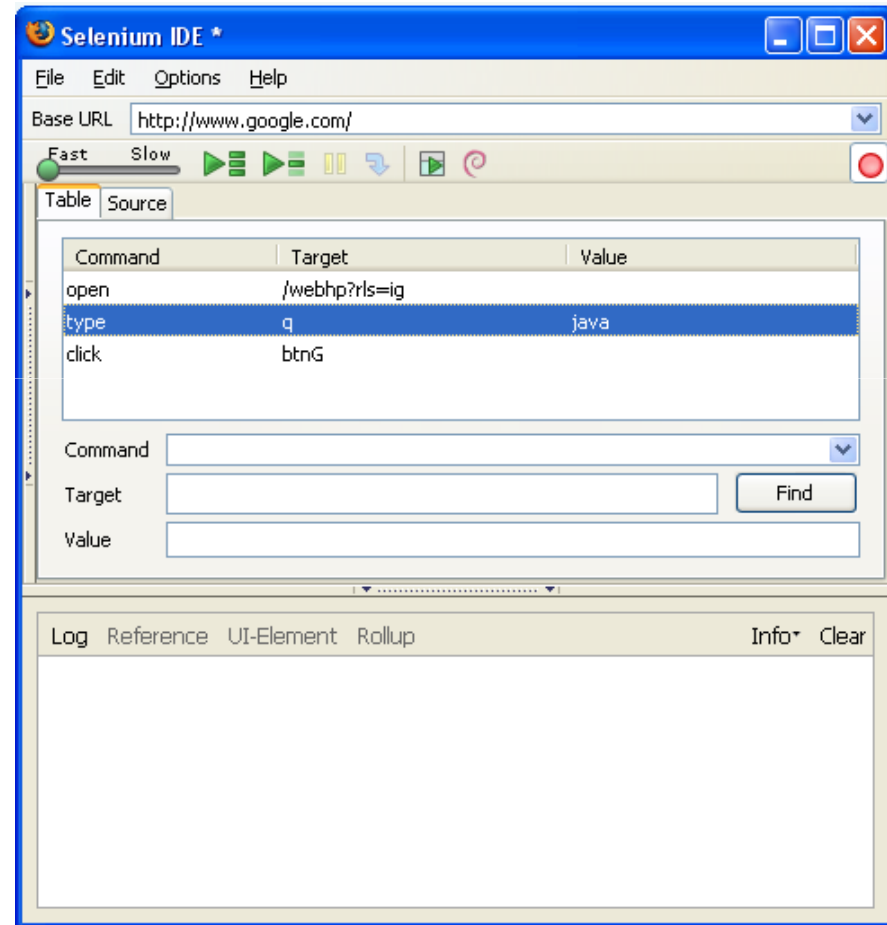 Selenium IDE *
File Edit Options Help
Base URL http://www.google.com/
Fast Slow
Table Source
Command Target Value
open /webhp?rls=ig
type q java
click btnG
Command
Target Find
Value
Log Reference UI-Element Rollup Info Clear